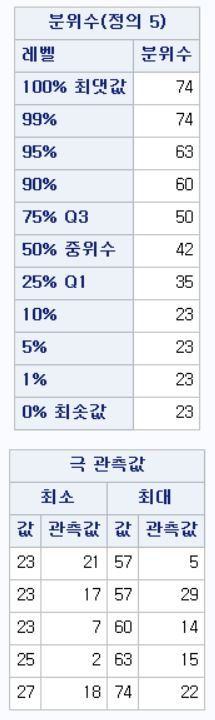 분위수(정의 5)
레벨 분위수
100% 최댓값 74
99% 74
95% 63
90% 60
75% Q3 50
50% 중위수 42
25% Q1 35
10% 23
5% 23
1% 23
0% 최솟값 23
극 관측값
최소 최대
값 관측값 값 관측값
23 21 57 5
23 17 57 29
23 7 60 14
25 2 63 15
27 18 74 22